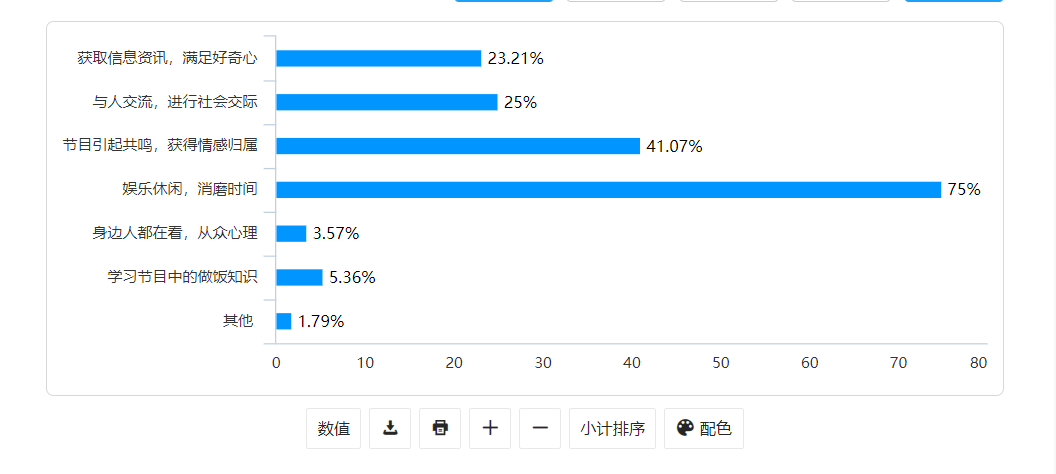 获取信息资讯，满足好奇心 23.21%
与人交流，进行社会交际 25%
节目引起共鸣，获得情感归属 41.07%
娱乐休闲，消磨时间 75%
身边人都在看，从众心理 3.57%
学习节目中的做饭知识 5.36%
其他 1.79%
0 10 20 30 40 50 60 70 80
数值 小计排序 配色